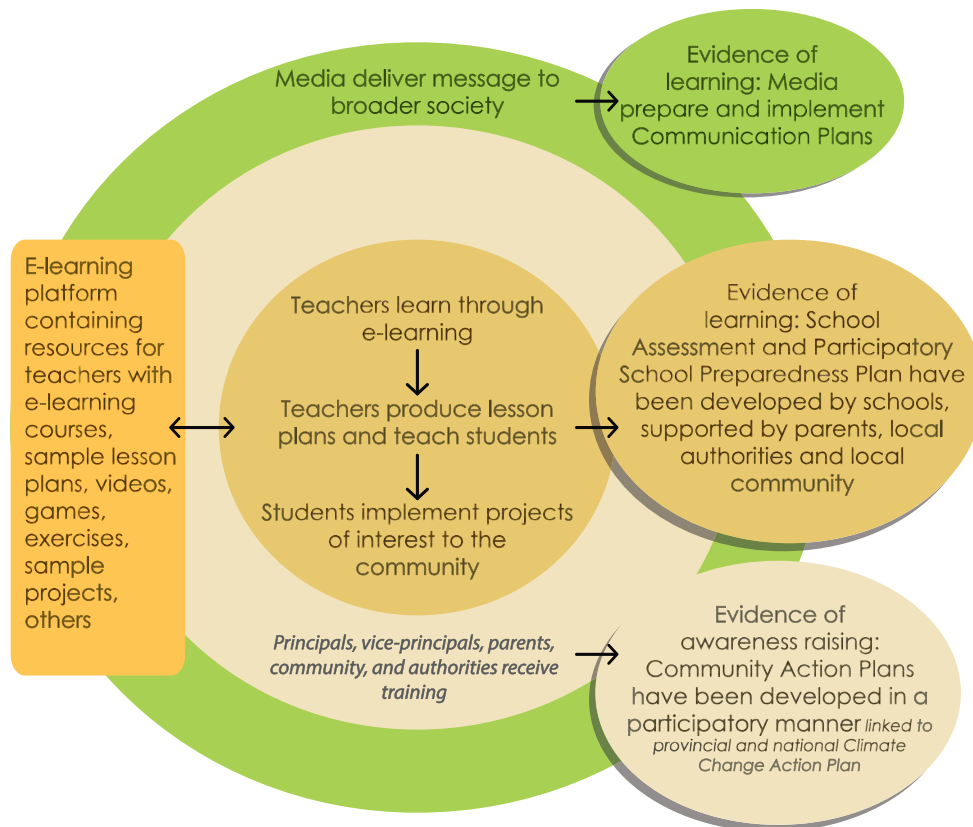 Media deliver message to
broader society
Evidence of
learning: Media
prepare and implement
Communication Plans
E-learning
platform
containing
resources for
teachers with
e-learning
courses,
sample lesson
plans, videos,
games,
exercises,
sample
projects,
others
Teachers learn through
e-learning
Teachers produce lesson
plans and teach students
Students implement projects
of interest to the
community
Evidence of
learning: School
Assessment and Participatory
School Preparedness Plan have
been developed by schools,
supported by parents, local
authorities and local
community
Principals, vice-principals, parents,
community, and authorities receive
training
Evidence of
awareness raising:
Community Action Plans
have been developed in a
participatory manner linked to
provincial and national Climate
Change Action Plan